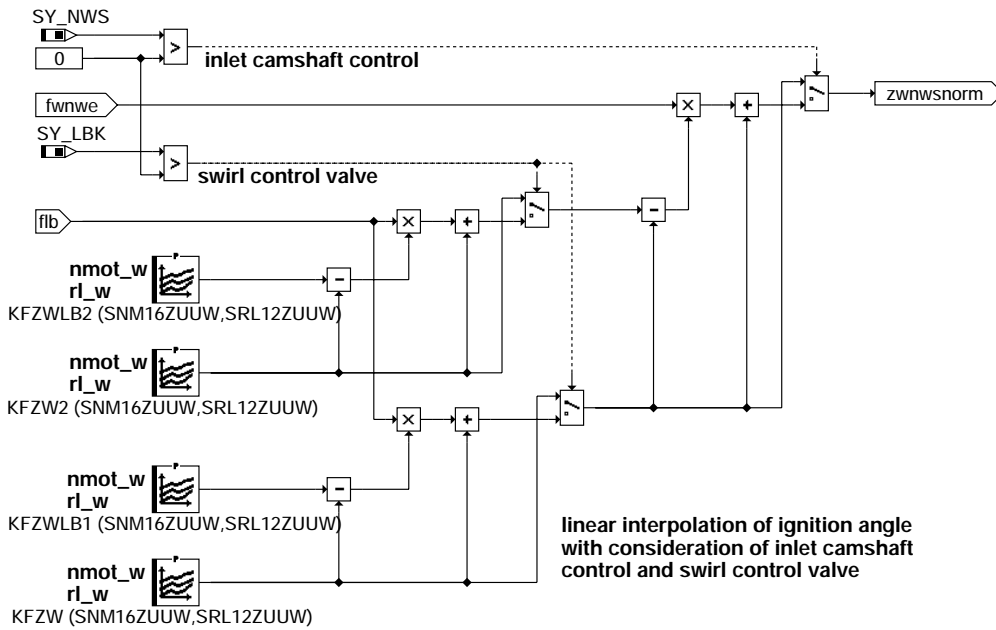 SY_NWS
0
>
inlet camshaft control
fwnwe
×
+
zwnwsnorm
SY_LBK
>
swirl control valve
flb
×
+
−
nmot_w
rl_w
−
KFZWLB2 (SNM16ZUUW,SRL12ZUUW)
nmot_w
rl_w
KFZW2 (SNM16ZUUW,SRL12ZUUW)
×
+
nmot_w
rl_w
−
KFZWLB1 (SNM16ZUUW,SRL12ZUUW)
linear interpolation of ignition angle
with consideration of inlet camshaft
control and swirl control valve
nmot_w
rl_w
KFZW (SNM16ZUUW,SRL12ZUUW)